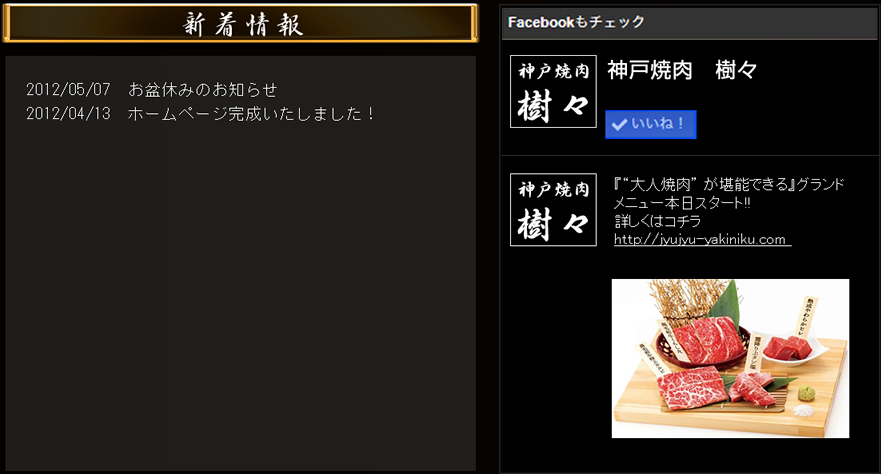 新着情報
2012/05/07 お盆休みのお知らせ
2012/04/13 ホームページ完成いたしました！
Facebookもチェック
神戸焼肉
樹々
神戸焼肉 樹々
いいね！
神戸焼肉
樹々
『“大人焼肉” が堪能できる』グランド
メニュー本日スタート!!
詳しくはコチラ
http://jyujyu-yakiniku.com